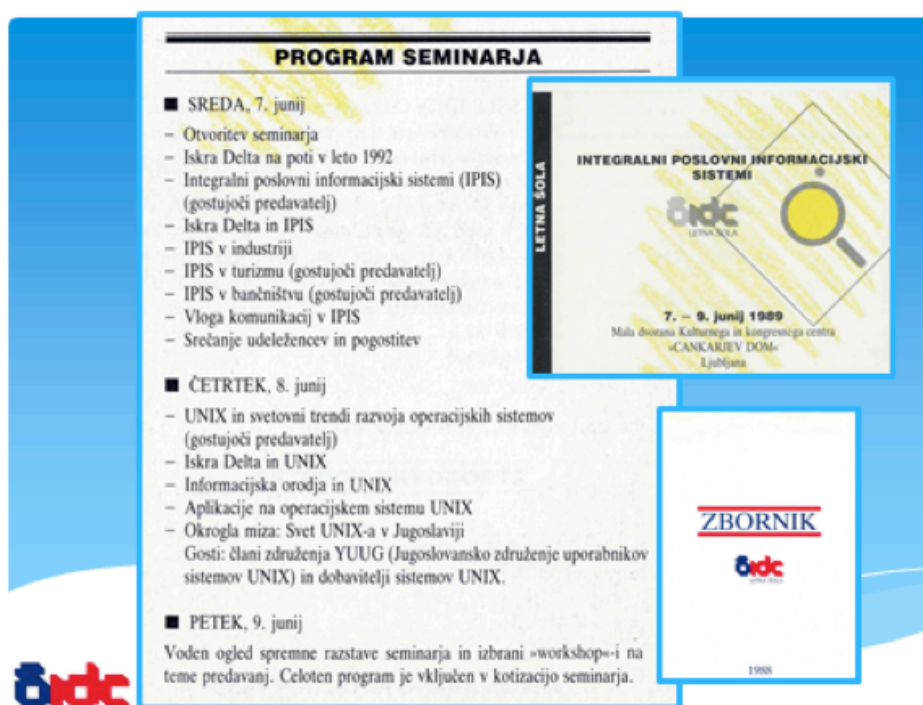 PROGRAM SEMINARJA
■ SREDA, 7. junij
– Otvoritev seminarja
– Iskra Delta na poti v leto 1992
– Integralni poslovni informacijski sistemi (IPIS)
(gostujoči predavatelj)
– Iskra Delta in IPIS
– IPIS v industriji
– IPIS v turizmu (gostujoči predavatelj)
– IPIS v bančništvu (gostujoči predavatelj)
– Vloga komunikacij v IPIS
– Srečanje udeležencev in pogostitev
■ ČETRTEK, 8. junij
– UNIX in svetovni trendi razvoja operacijskih sistemov
(gostujoči predavatelj)
– Iskra Delta in UNIX
– Informacijska orodja in UNIX
– Aplikacije na operacijskem sistemu UNIX
– Okrogla miza: Svet UNIX-a v Jugoslaviji
Gosti: člani združenja YUUG (Jugoslovansko združenje uporabnikov
sistemov UNIX) in dobavitelji sistemov UNIX.
■ PETEK, 9. junij
Voden ogled spremne razstave seminarja in izbrani »workshop«-i na
teme predavanj. Celoten program je vključen v kotizacijo seminarja.
LETNA ŠOLA
INTEGRALNI POSLOVNI INFORMACIJSKI
SISTEMI
šidc
LETNA ŠOLA
7. – 9. junij 1989
Mala dvorana Kulturnega in kongresnega centra
»CANKARJEV DOM«
Ljubljana
ZBORNIK
šidc
LETNA ŠOLA
1988
šidc